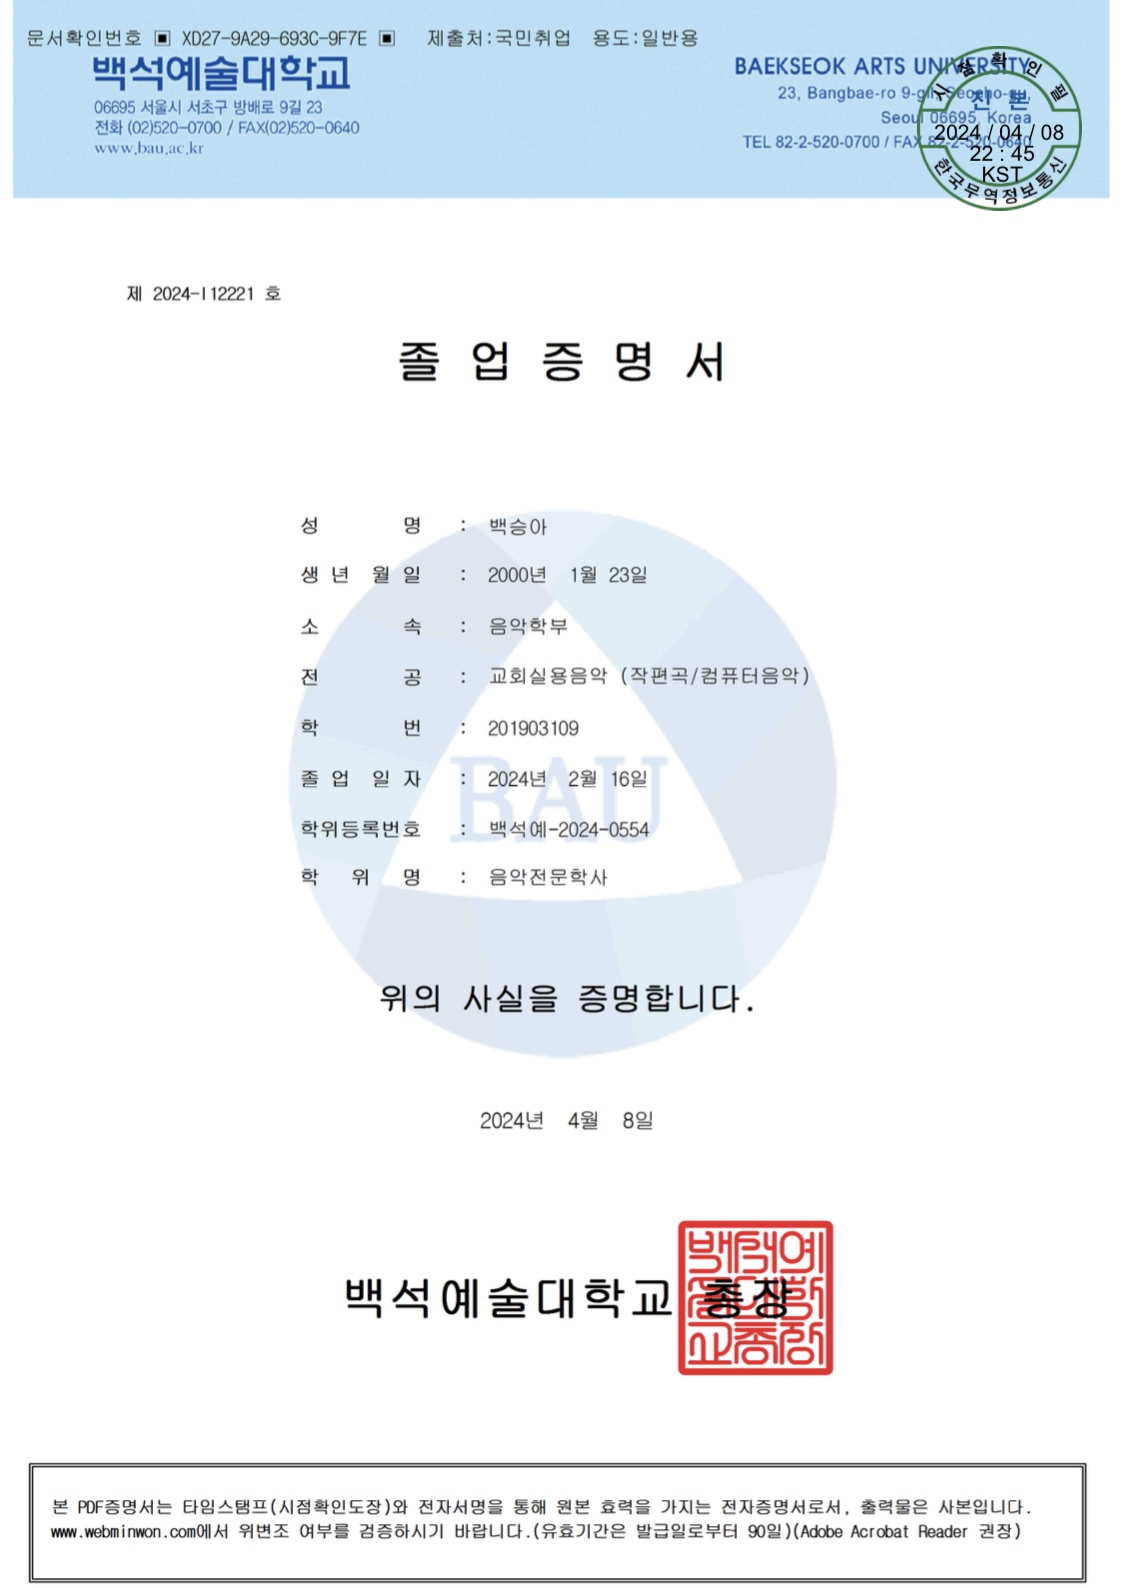 문서확인번호 ▣ XD27-9A29-693C-9F7E ▣ 제출처:국민취업 용도:일반용
백석예술대학교
06695 서울시 서초구 방배로 9길 23
전화 (02)520-0700 / FAX(02)520-0640
www.bau.ac.kr
BAEKSEOK ARTS UNIVERSITY
23, Bangbae-ro 9-gil, Seocho-gu,
Seoul 06695, Korea
TEL 82-2-520-0700 / FAX 82-2-520-0640
시점확인필
진본
2024 / 04 / 08
22 : 45
KST
한국무역정보통신
제 2024-I12221 호
졸 업 증 명 서
성 명 : 백승아
생 년 월 일 : 2000년 1월 23일
소 속 : 음악학부
전 공 : 교회실용음악 (작편곡/컴퓨터음악)
학 번 : 201903109
졸 업 일 자 : 2024년 2월 16일
BAU
학위등록번호 : 백석예-2024-0554
학 위 명 : 음악전문학사
위의 사실을 증명합니다.
2024년 4월 8일
백석예술대학교 총장
백석예
술대학
교총장
본 PDF증명서는 타임스탬프(시점확인도장)와 전자서명을 통해 원본 효력을 가지는 전자증명서로서, 출력물은 사본입니다.
www.webminwon.com에서 위변조 여부를 검증하시기 바랍니다.(유효기간은 발급일로부터 90일)(Adobe Acrobat Reader 권장)